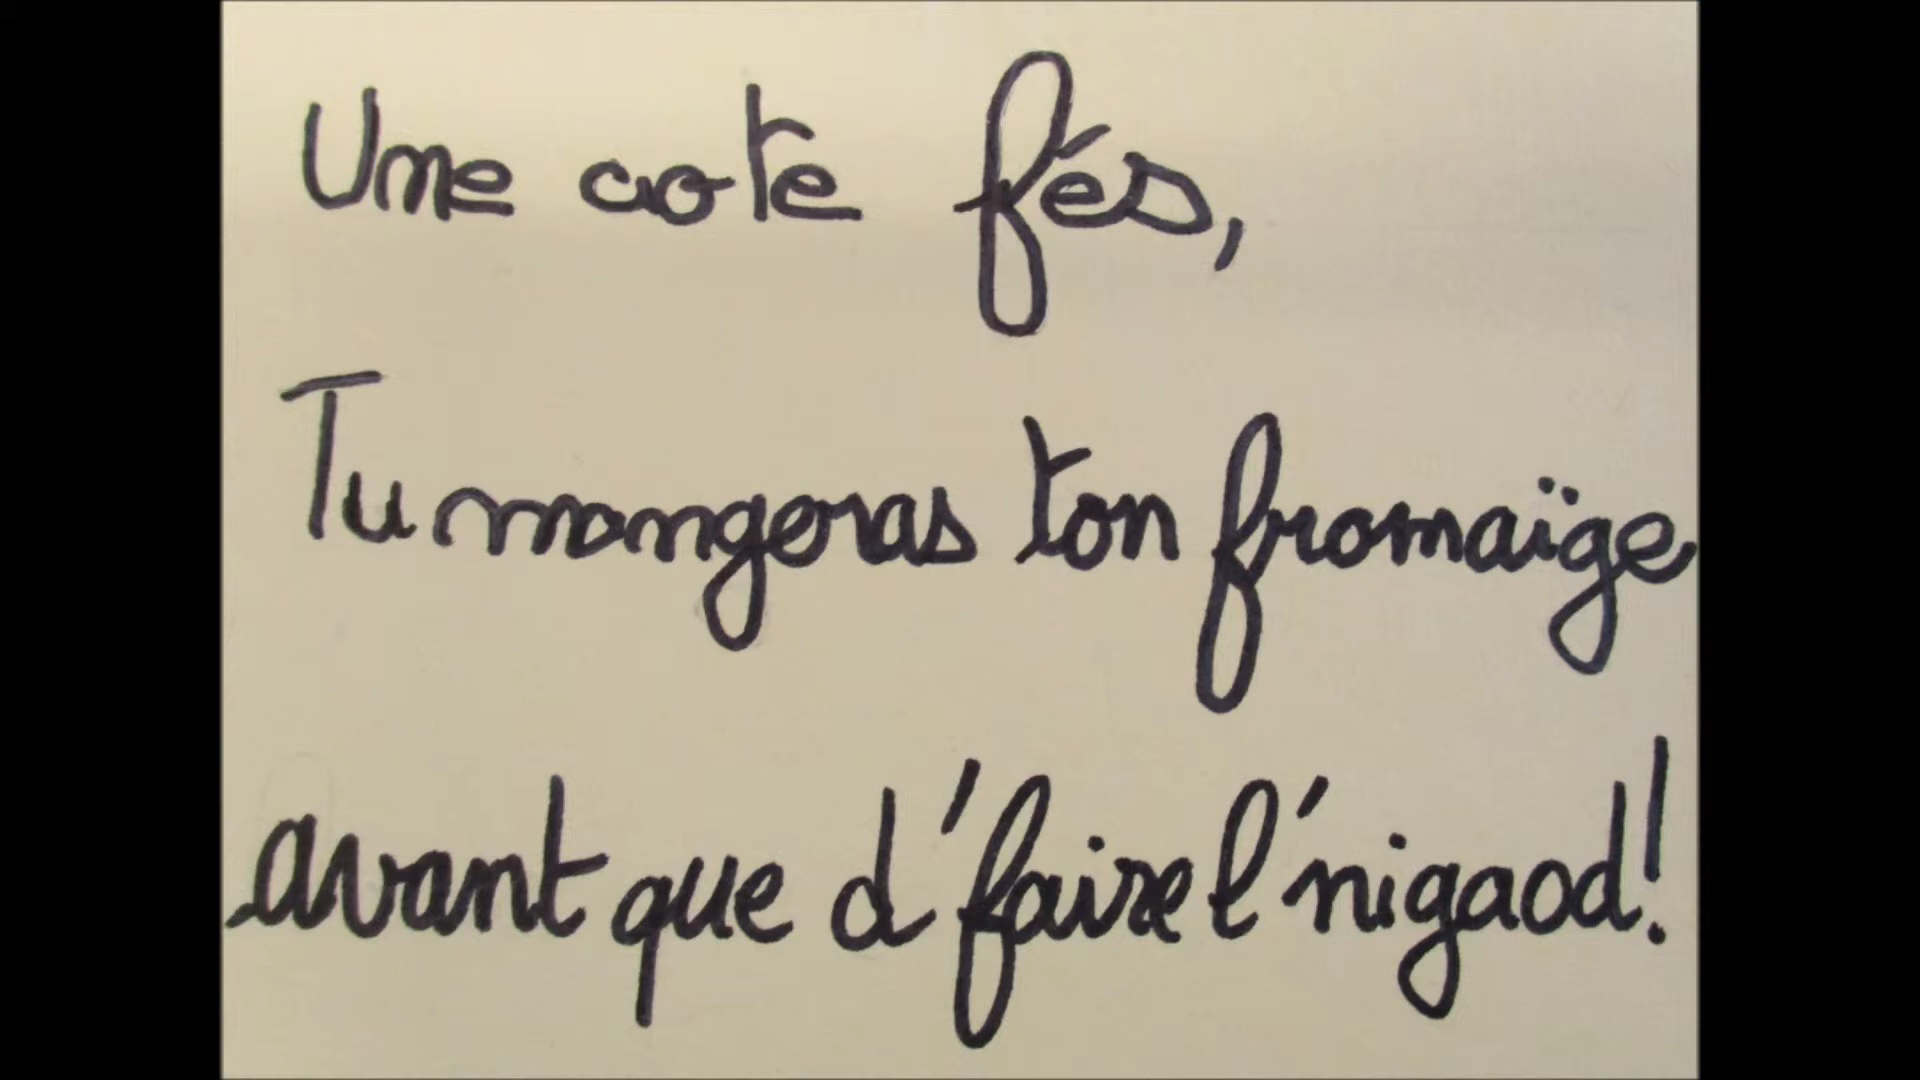 Une aote fés,
Tu mangeras ton fromaïge
avant que d'faire l'nigaod!